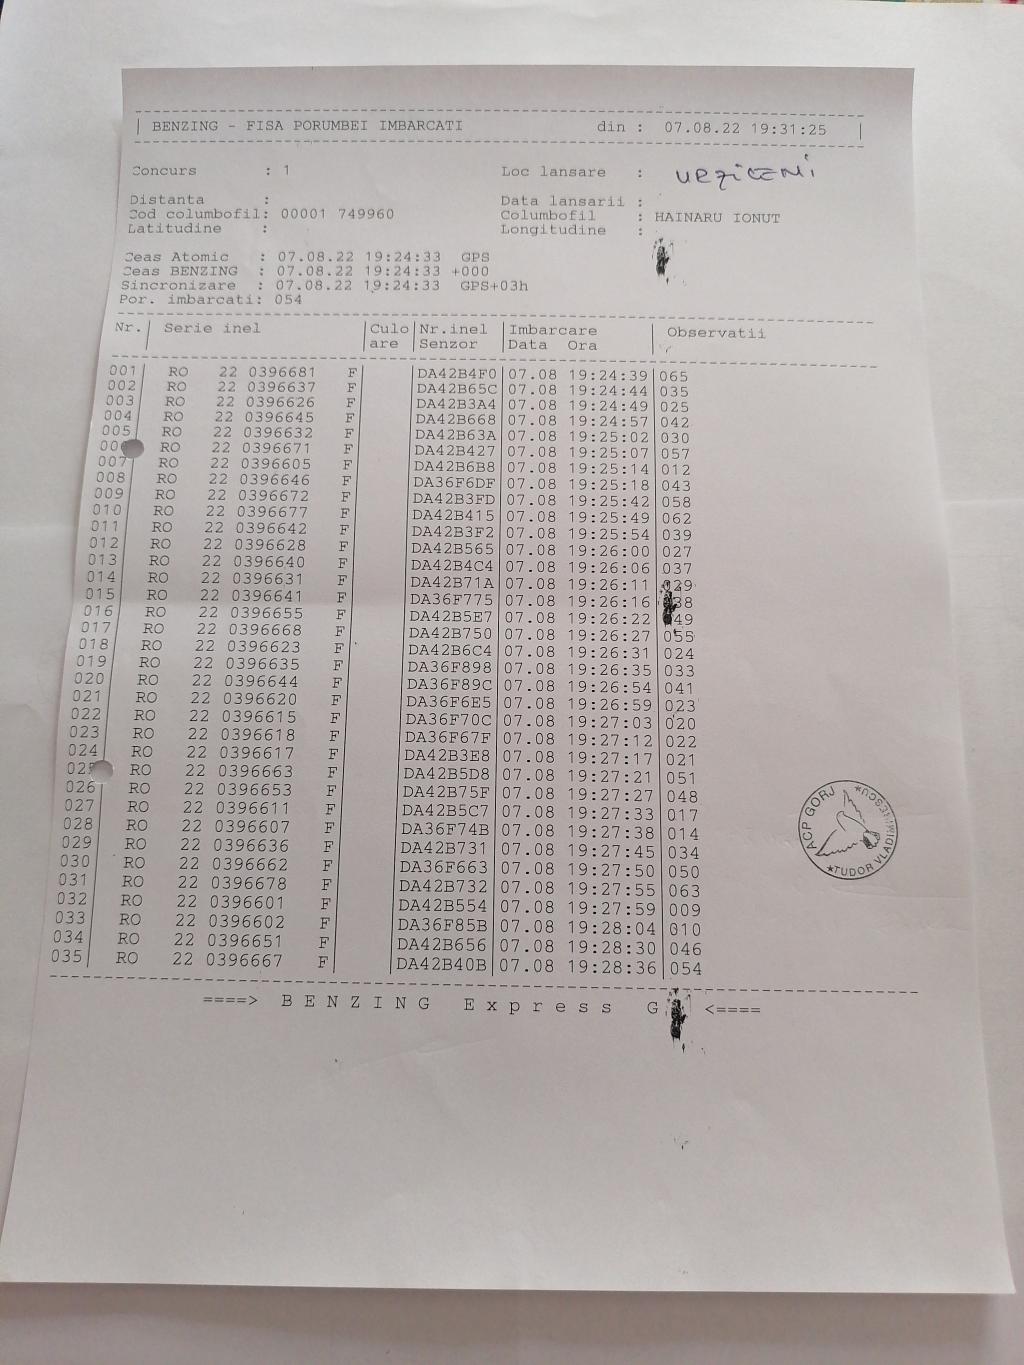 BENZING - FISA PORUMBEI IMBARCATI din : 07.08.22 19:31:25
Concurs : 1 Loc lansare : URZICENI
Distanta : Data lansarii :
Cod columbofil: 00001 749960 Columbofil : HAINARU IONUT
Latitudine : Longitudine :
Ceas Atomic : 07.08.22 19:24:33 GPS
Ceas BENZING : 07.08.22 19:24:33 +000
Sincronizare : 07.08.22 19:24:33 GPS+03h
Por. imbarcati: 054
Nr. | Serie inel | Culo | Nr.inel | Imbarcare | Observatii
are | Senzor | Data Ora
001 RO 22 0396681 F DA42B4F0 07.08 19:24:39 065
002 RO 22 0396637 F DA42B65C 07.08 19:24:44 035
003 RO 22 0396626 F DA42B3A4 07.08 19:24:49 025
004 RO 22 0396645 F DA42B668 07.08 19:24:57 042
005 RO 22 0396632 F DA42B63A 07.08 19:25:02 030
RO 22 0396671 F DA42B427 07.08 19:25:07 057
007 RO 22 0396605 F DA42B6B8 07.08 19:25:14 012
008 RO 22 0396646 F DA36F6DF 07.08 19:25:18 043
009 RO 22 0396672 F DA42B3FD 07.08 19:25:42 058
010 RO 22 0396677 F DA42B415 07.08 19:25:49 062
011 RO 22 0396642 F DA42B3F2 07.08 19:25:54 039
012 RO 22 0396628 F DA42B565 07.08 19:26:00 027
013 RO 22 0396640 F DA42B4C4 07.08 19:26:06 037
014 RO 22 0396631 F DA42B71A 07.08 19:26:11 029
015 RO 22 0396641 F DA36F775 07.08 19:26:16
016 RO 22 0396655 F DA42B5E7 07.08 19:26:22 049
017 RO 22 0396668 F DA42B750 07.08 19:26:27 055
018 RO 22 0396623 F DA42B6C4 07.08 19:26:31 024
019 RO 22 0396635 F DA36F898 07.08 19:26:35 033
020 RO 22 0396644 F DA36F89C 07.08 19:26:54 041
021 RO 22 0396620 F DA36F6E5 07.08 19:26:59 023
022 RO 22 0396615 F DA36F70C 07.08 19:27:03 020
023 RO 22 0396618 F DA36F67F 07.08 19:27:12 022
024 RO 22 0396617 F DA42B3E8 07.08 19:27:17 021
RO 22 0396663 F DA42B5D8 07.08 19:27:21 051
026 RO 22 0396653 F DA42B75F 07.08 19:27:27 048
027 RO 22 0396611 F DA42B5C7 07.08 19:27:33 017
028 RO 22 0396607 F DA36F74B 07.08 19:27:38 014
029 RO 22 0396636 F DA42B731 07.08 19:27:45 034
030 RO 22 0396662 F DA36F663 07.08 19:27:50 050
031 RO 22 0396678 F DA42B732 07.08 19:27:55 063
032 RO 22 0396601 F DA42B554 07.08 19:27:59 009
033 RO 22 0396602 F DA36F85B 07.08 19:28:04 010
034 RO 22 0396651 F DA42B656 07.08 19:28:30 046
035 RO 22 0396667 F DA42B40B 07.08 19:28:36 054
====> BENZING Express G <====
ACP GORJ
*TUDOR VLADIMIRESCU*